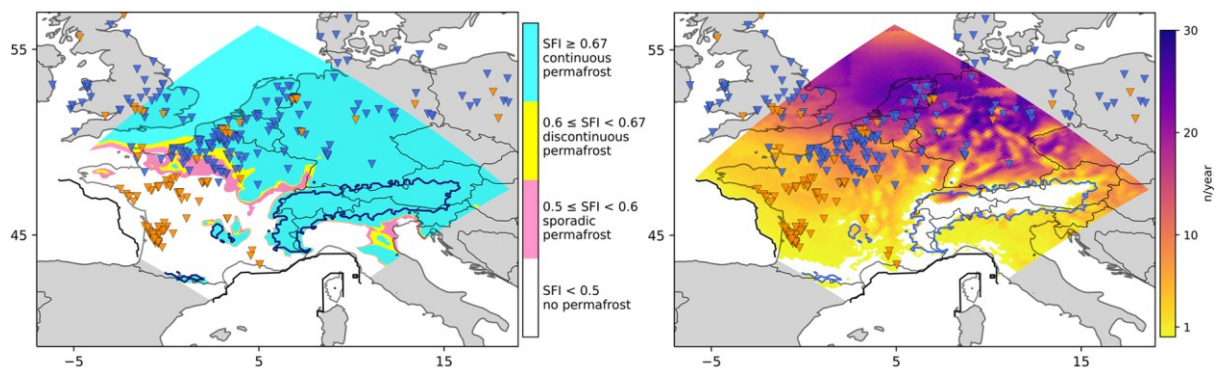 55
45
−5
5
15
SFI ≥ 0.67
continuous
permafrost
0.6 ≤ SFI < 0.67
discontinuous
permafrost
0.5 ≤ SFI < 0.6
sporadic
permafrost
SFI < 0.5
no permafrost
55
45
−5
5
15
30
20
10
1
n/year